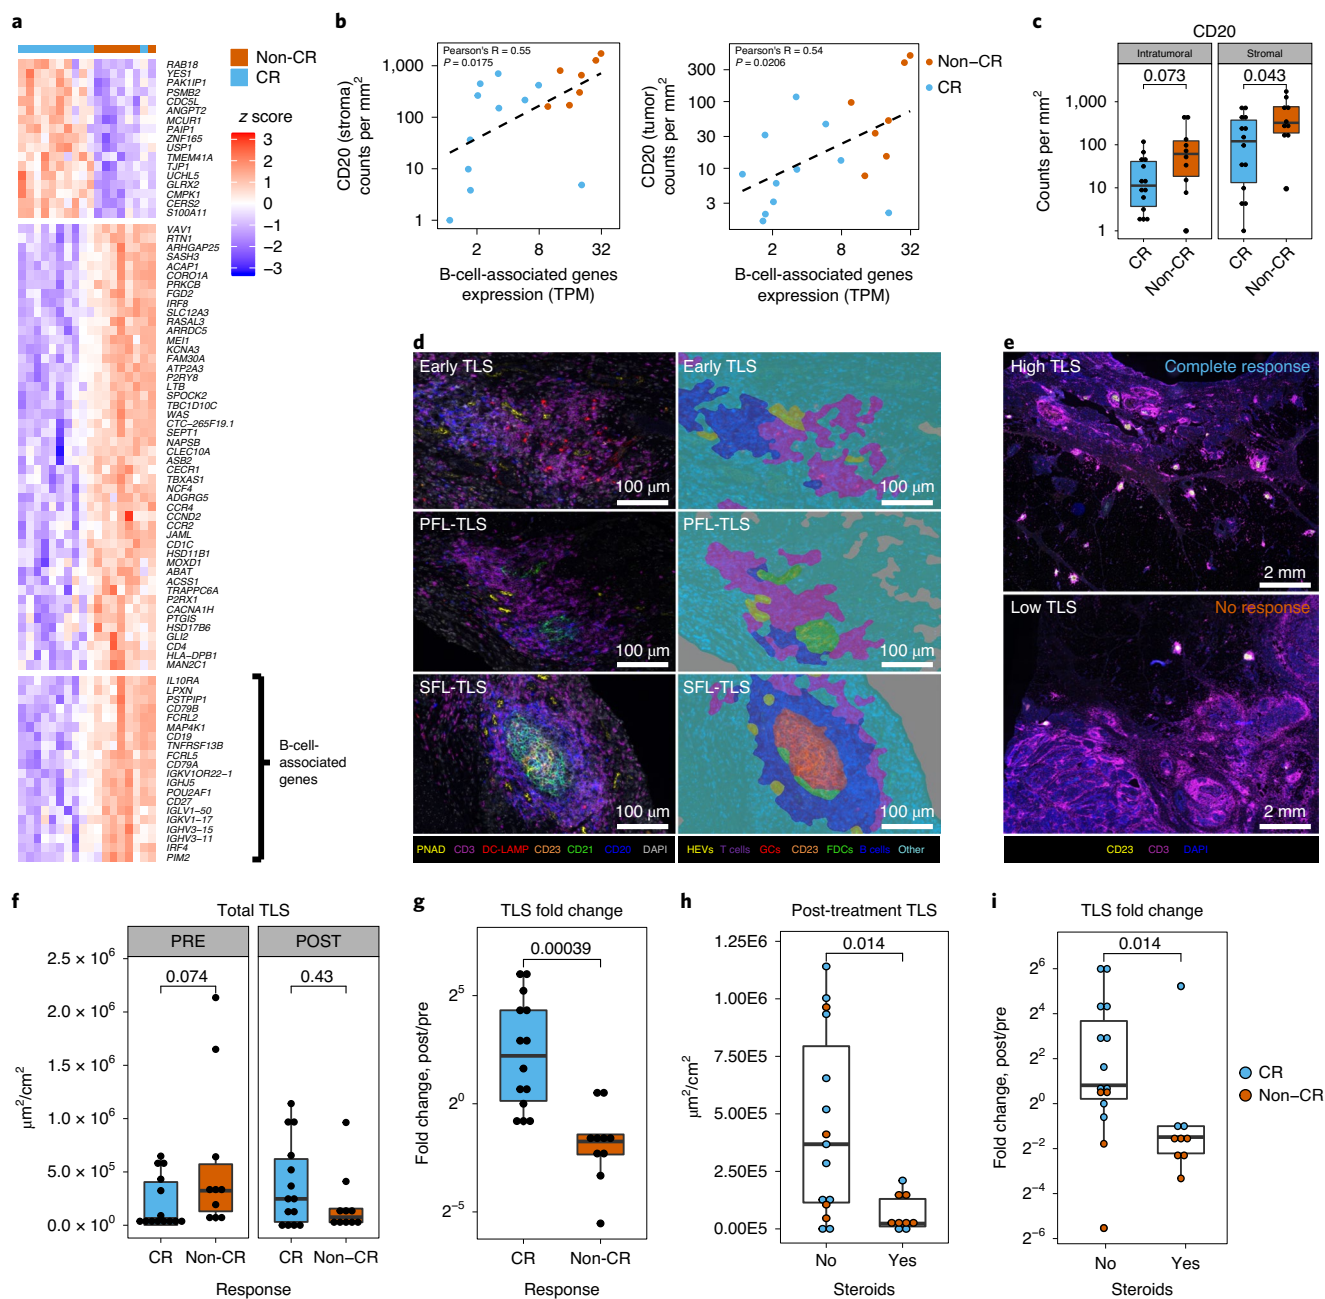 a
Non-CR
CR
z score
3
2
1
0
−1
−2
−3
RAB18
YES1
PAK1IP1
PSMB2
CDC5L
ANGPT2
MCUR1
PAIP1
ZNF165
USP1
TMEM41A
TJP1
UCHL5
GLRX2
CMPK1
CERS2
S100A11
VAV1
RTN1
ARHGAP25
SASH3
ACAP1
CORO1A
PRKCB
FGD2
IRF8
SLC12A3
RASAL3
ARRDC5
MEI1
KCNA3
FAM30A
ATP2A3
P2RY8
LTB
SPOCK2
TBC1D10C
WAS
CTC-265F19.1
SEPT1
NAPSB
CLEC10A
ASB2
CECR1
TBXAS1
NCF4
ADGRG5
CCR4
CCND2
CCR2
JAML
CD1C
HSD11B1
MOXD1
ABAT
ACSS1
TRAPPC6A
P2RX1
CACNA1H
PTGIS
HSD17B6
GLI2
CD4
HLA-DPB1
MAN2C1
IL10RA
LPXN
PSTPIP1
CD79B
FCRL2
MAP4K1
CD19
TNFRSF13B
FCRL5
CD79A
IGKV1OR22-1
IGHJ5
POU2AF1
CD27
IGLV1-50
IGKV1-17
IGHV3-15
IGHV3-11
IRF4
PIM2
B-cell-
associated
genes
b
Pearson's R = 0.55
P = 0.0175
CD20 (stroma)
counts per mm²
1,000
100
10
1
2
8
32
B-cell-associated genes
expression (TPM)
Pearson's R = 0.54
P = 0.0206
CD20 (tumor)
counts per mm²
300
100
30
10
3
2
8
32
B-cell-associated genes
expression (TPM)
Non−CR
CR
c
CD20
Intratumoral
Stromal
0.073
0.043
Counts per mm²
1,000
100
10
1
CR
Non-CR
CR
Non-CR
d
Early TLS
100 µm
Early TLS
100 µm
PFL-TLS
100 µm
PFL-TLS
100 µm
SFL-TLS
100 µm
SFL-TLS
100 µm
PNAD CD3 DC-LAMP CD23 CD21 CD20 DAPI
HEVs T cells GCs CD23 FDCs B cells Other
e
High TLS
Complete response
2 mm
Low TLS
No response
2 mm
CD23 CD3 DAPI
f
Total TLS
PRE
POST
0.074
0.43
µm²/cm²
2.5 × 10⁶
2.0 × 10⁶
1.5 × 10⁶
1.0 × 10⁶
5.0 × 10⁵
0.0 × 10⁰
CR
Non-CR
CR
Non−CR
Response
g
TLS fold change
0.00039
Fold change, post/pre
2⁵
2⁰
2⁻⁵
CR
Non-CR
Response
h
Post-treatment TLS
0.014
µm²/cm²
1.25E6
1.00E6
7.50E5
5.00E5
2.50E5
0.00E5
No
Yes
Steroids
i
TLS fold change
0.014
Fold change, post/pre
2⁶
2⁴
2²
2⁰
2⁻²
2⁻⁴
2⁻⁶
No
Yes
Steroids
CR
Non−CR